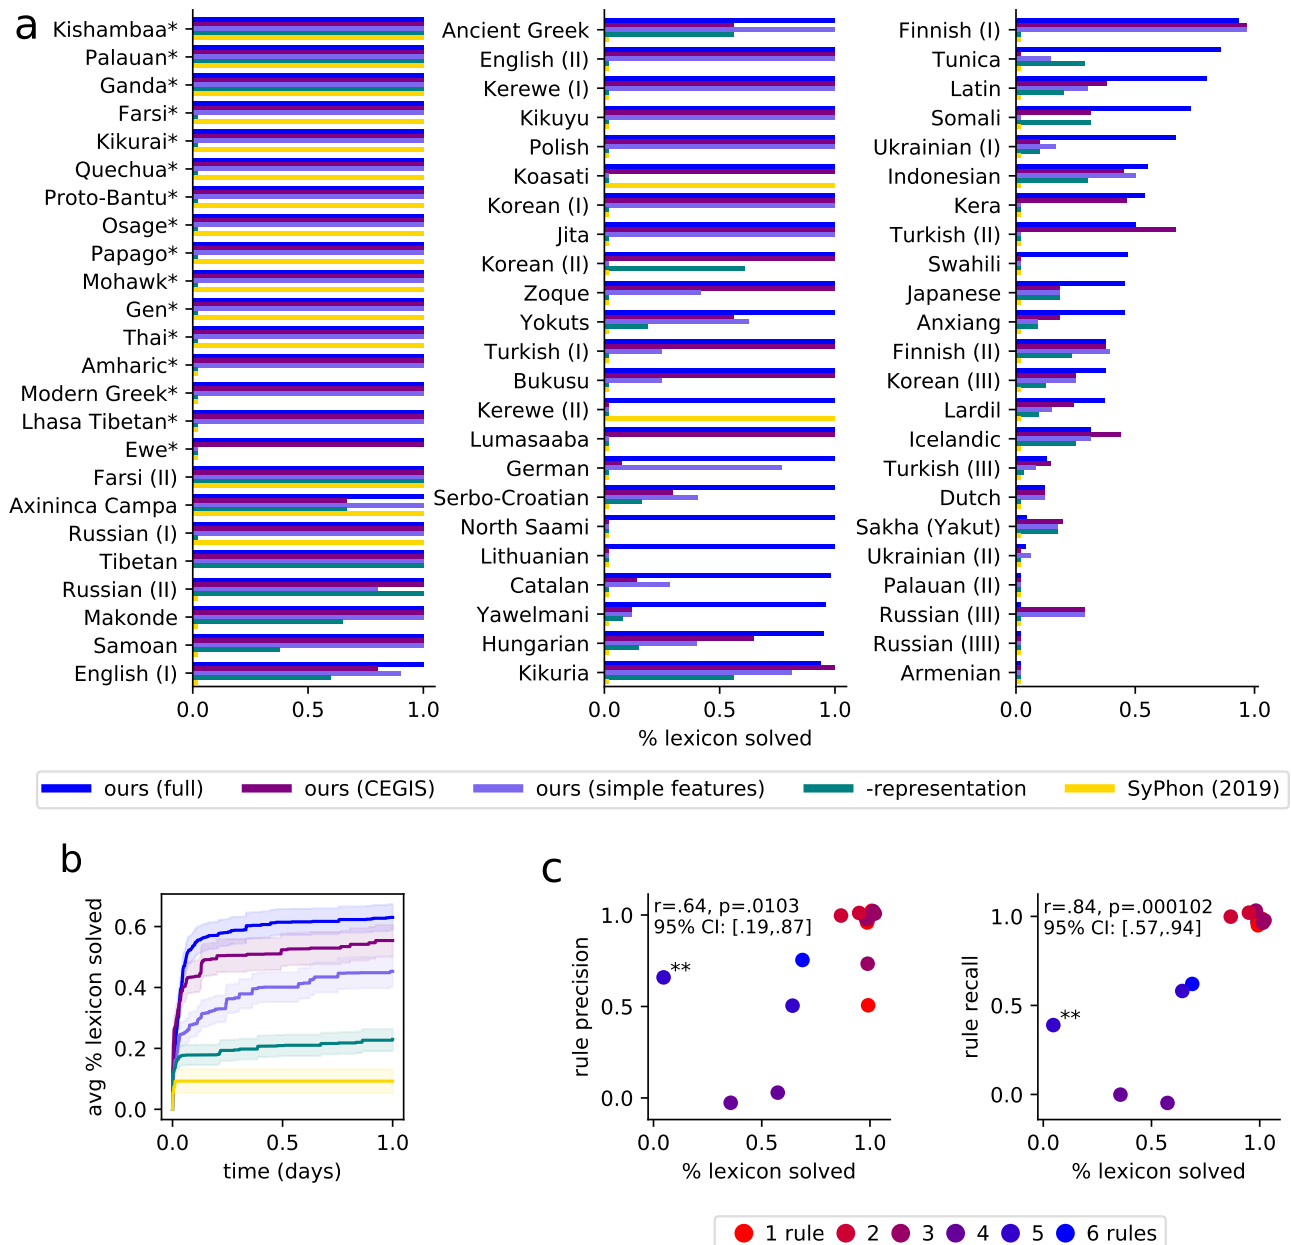 a
Kishambaa*
Palauan*
Ganda*
Farsi*
Kikurai*
Quechua*
Proto-Bantu*
Osage*
Papago*
Mohawk*
Gen*
Thai*
Amharic*
Modern Greek*
Lhasa Tibetan*
Ewe*
Farsi (II)
Axininca Campa
Russian (I)
Tibetan
Russian (II)
Makonde
Samoan
English (I)
0.0 0.5 1.0
Ancient Greek
English (II)
Kerewe (I)
Kikuyu
Polish
Koasati
Korean (I)
Jita
Korean (II)
Zoque
Yokuts
Turkish (I)
Bukusu
Kerewe (II)
Lumasaaba
German
Serbo-Croatian
North Saami
Lithuanian
Catalan
Yawelmani
Hungarian
Kikuria
0.0 0.5 1.0
% lexicon solved
Finnish (I)
Tunica
Latin
Somali
Ukrainian (I)
Indonesian
Kera
Turkish (II)
Swahili
Japanese
Anxiang
Finnish (II)
Korean (III)
Lardil
Icelandic
Turkish (III)
Dutch
Sakha (Yakut)
Ukrainian (II)
Palauan (II)
Russian (III)
Russian (IIII)
Armenian
0.0 0.5 1.0
ours (full) ours (CEGIS) ours (simple features) -representation SyPhon (2019)
b
avg % lexicon solved
0.6
0.4
0.2
0.0
0.0 0.5 1.0
time (days)
c
rule precision
1.0
0.5
0.0
r=.64, p=.0103
95% CI: [.19,.87]
**
0.0 0.5 1.0
% lexicon solved
rule recall
1.0
0.5
0.0
r=.84, p=.000102
95% CI: [.57,.94]
**
0.0 0.5 1.0
% lexicon solved
1 rule 2 3 4 5 6 rules